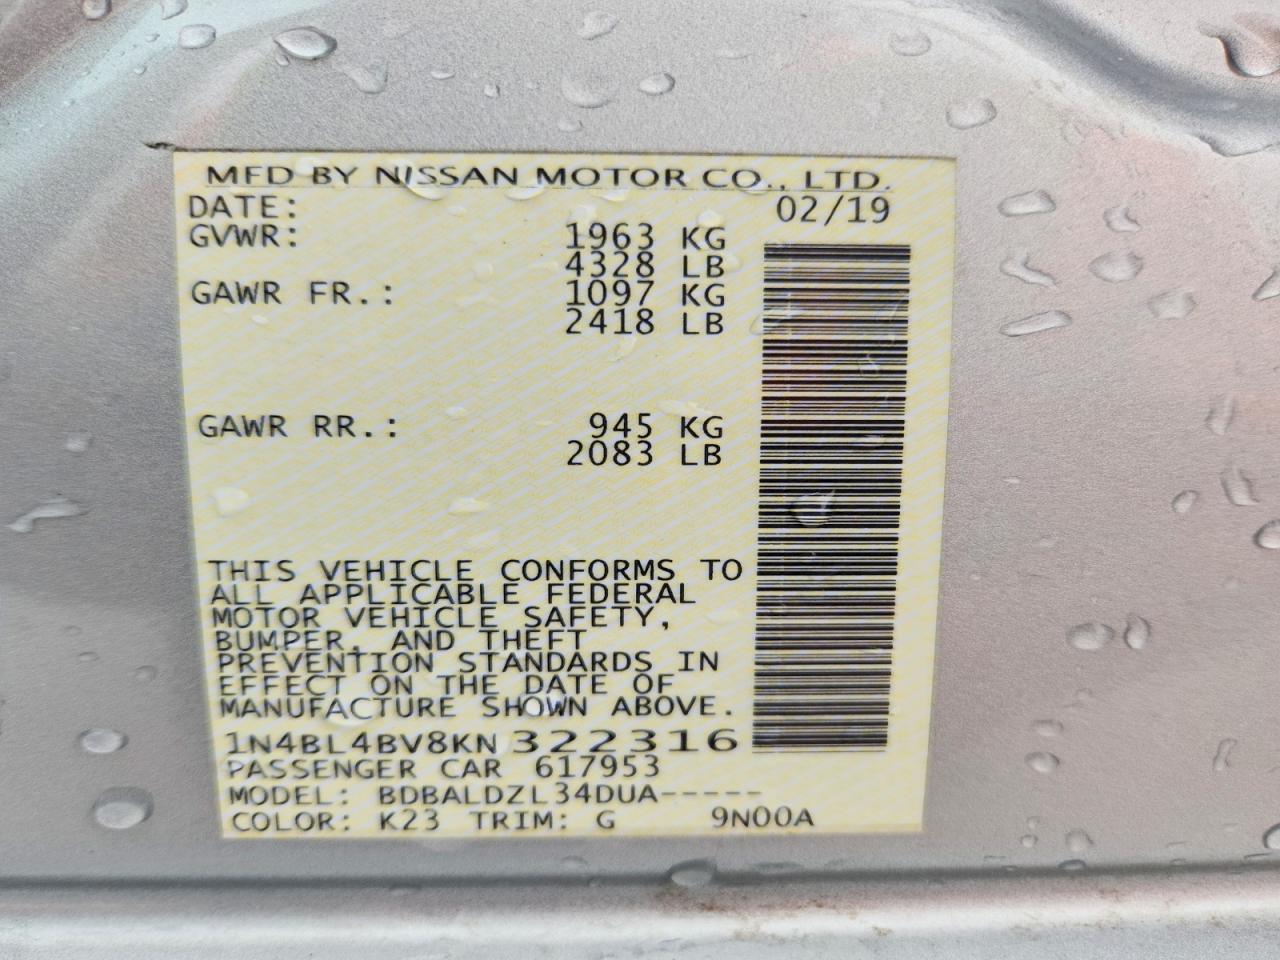 MFD BY NISSAN MOTOR CO., LTD.
DATE: 02/19
GVWR: 1963 KG
4328 LB
GAWR FR.: 1097 KG
2418 LB
GAWR RR.: 945 KG
2083 LB
THIS VEHICLE CONFORMS TO
ALL APPLICABLE FEDERAL
MOTOR VEHICLE SAFETY,
BUMPER, AND THEFT
PREVENTION STANDARDS IN
EFFECT ON THE DATE OF
MANUFACTURE SHOWN ABOVE.
1N4BL4BV8KN322316
PASSENGER CAR 617953
MODEL: BDBALDZL34DUA-----
COLOR: K23 TRIM: G 9N00A